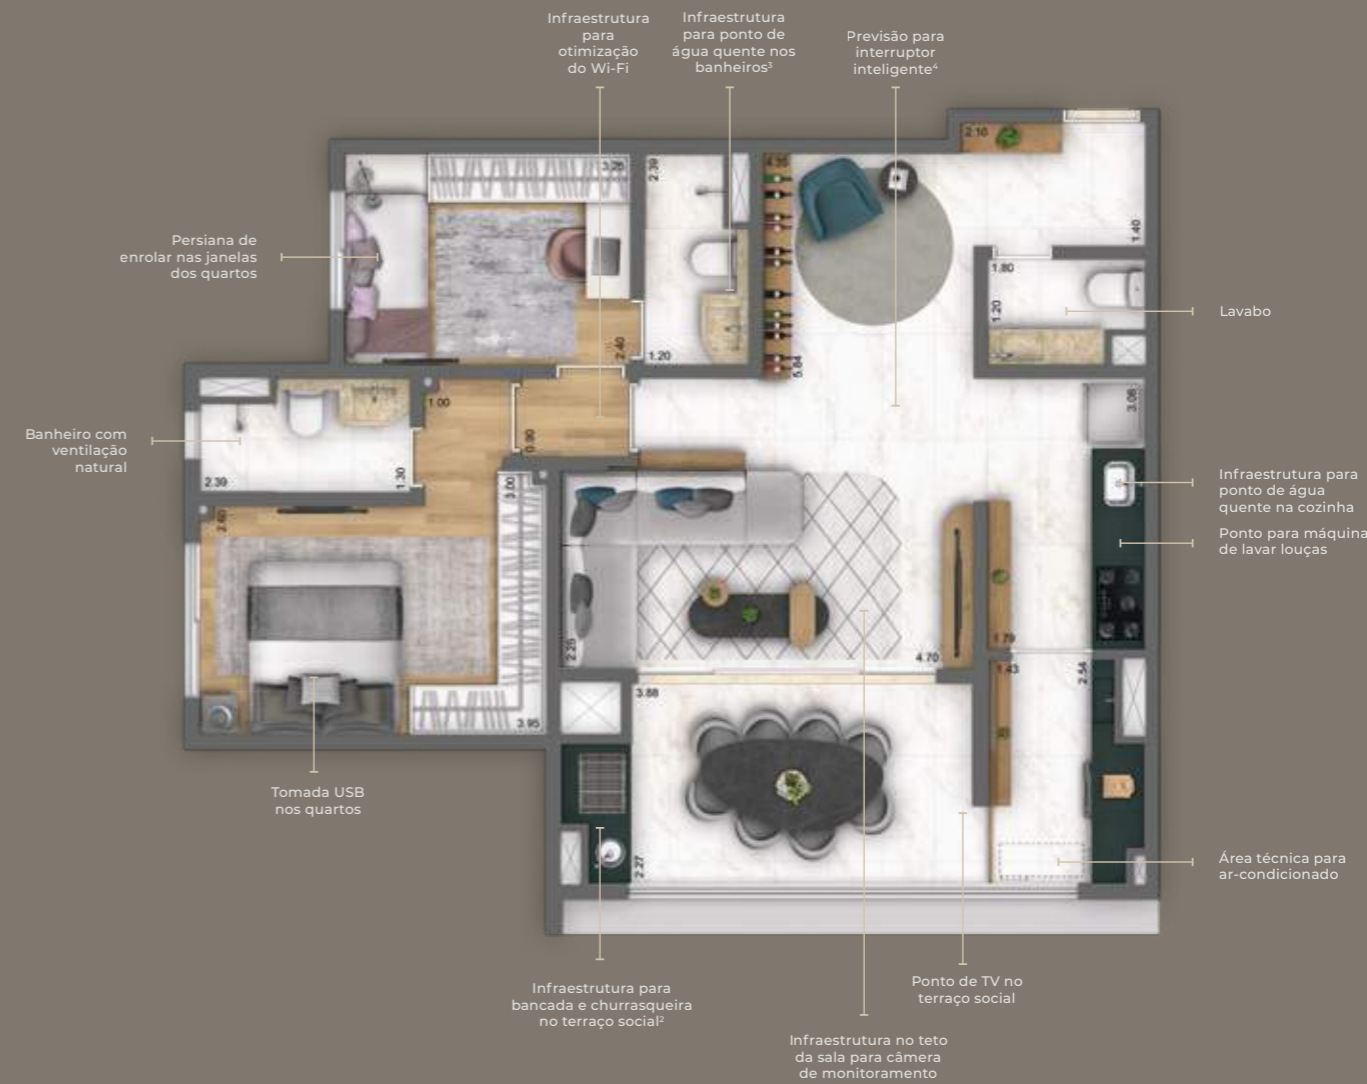 Infraestrutura
para
otimização
do Wi-Fi
Infraestrutura
para ponto de
água quente nos
banheiros³
Previsão para
interruptor
inteligente⁴
2.10
3.28
2.39
4.35
1.40
Persiana de
enrolar nas janelas
dos quartos
1.80
1.20
Lavabo
2.40
1.20
5.84
1.00
3.06
0.90
Banheiro com
ventilação
natural
2.39
1.30
3.00
Infraestrutura para
ponto de água
quente na cozinha
Ponto para máquina
de lavar louças
2.60
2.25
4.70
1.79
1.43
2.54
3.88
3.95
Tomada USB
nos quartos
2.27
Área técnica para
ar-condicionado
Infraestrutura para
bancada e churrasqueira
no terraço social²
Ponto de TV no
terraço social
Infraestrutura no teto
da sala para câmera
de monitoramento